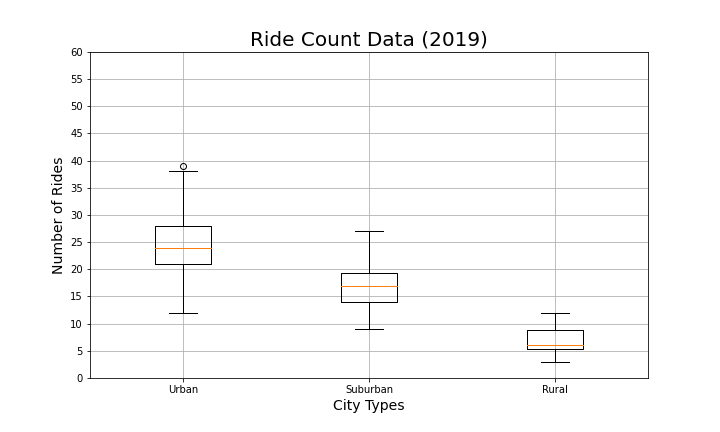 Ride Count Data (2019)
60
55
50
45
40
35
30
25
20
15
10
5
0
Number of Rides
Urban
Suburban
Rural
City Types